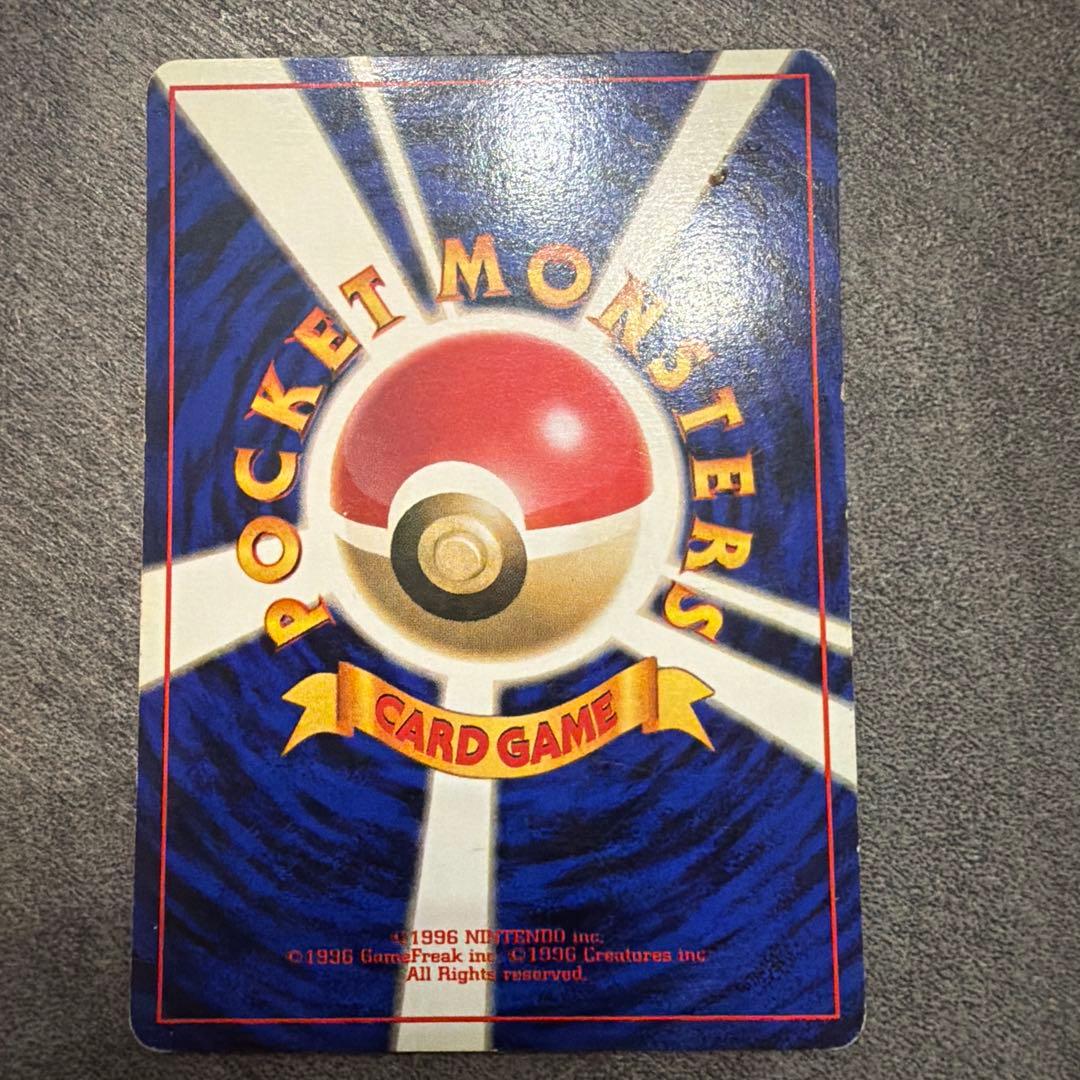 POCKET MONSTERS
CARD GAME
©1996 NINTENDO inc.
©1996 GameFreak inc. ©1996 Creatures inc.
All Rights reserved.